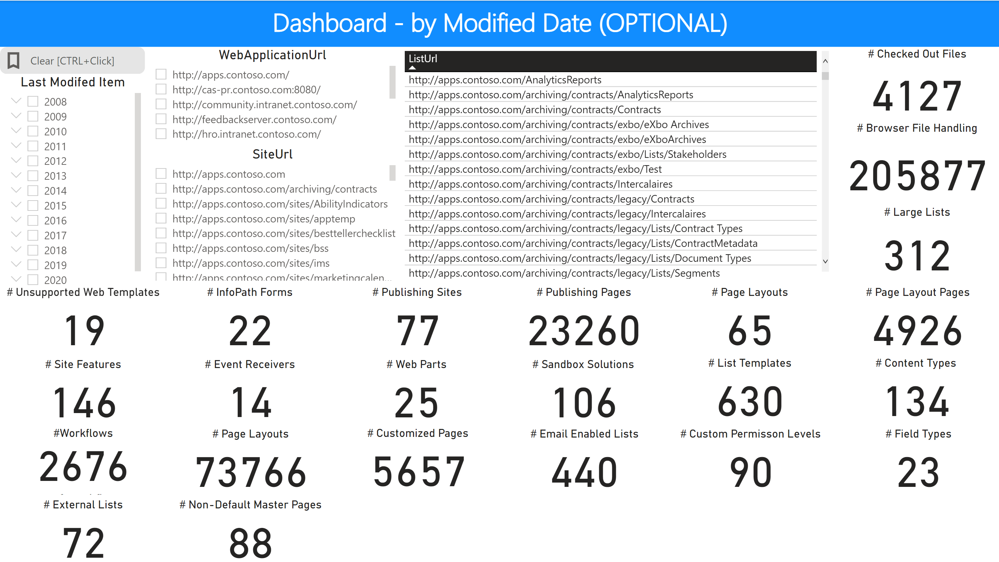 Dashboard - by Modified Date (OPTIONAL)
Clear [CTRL+Click]
Last Modifed Item
2008
2009
2010
2011
2012
2013
2014
2015
2016
2017
2018
2019
2020
WebApplicationUrl
http://apps.contoso.com/
http://cas-pr.contoso.com:8080/
http://community.intranet.contoso.com/
http://feedbackserver.contoso.com/
http://hro.intranet.contoso.com/
SiteUrl
http://apps.contoso.com
http://apps.contoso.com/archiving/contracts
http://apps.contoso.com/sites/AbilityIndicators
http://apps.contoso.com/sites/apptemp
http://apps.contoso.com/sites/besttellerchecklist
http://apps.contoso.com/sites/bss
http://apps.contoso.com/sites/ims
http://apps.contoso.com/sites/marketingcalen...
ListUrl
http://apps.contoso.com/AnalyticsReports
http://apps.contoso.com/archiving/contracts/AnalyticsReports
http://apps.contoso.com/archiving/contracts/Contracts
http://apps.contoso.com/archiving/contracts/exbo/eXbo Archives
http://apps.contoso.com/archiving/contracts/exbo/eXboArchives
http://apps.contoso.com/archiving/contracts/exbo/Lists/Stakeholders
http://apps.contoso.com/archiving/contracts/exbo/Test
http://apps.contoso.com/archiving/contracts/Intercalaires
http://apps.contoso.com/archiving/contracts/legacy/Contracts
http://apps.contoso.com/archiving/contracts/legacy/Intercalaires
http://apps.contoso.com/archiving/contracts/legacy/Lists/Contract Types
http://apps.contoso.com/archiving/contracts/legacy/Lists/ContractMetadata
http://apps.contoso.com/archiving/contracts/legacy/Lists/Document Types
http://apps.contoso.com/archiving/contracts/legacy/Lists/Segments
# Checked Out Files
4127
# Browser File Handling
205877
# Large Lists
312
# Unsupported Web Templates
19
# InfoPath Forms
22
# Publishing Sites
77
# Publishing Pages
23260
# Page Layouts
65
# Page Layout Pages
4926
# Site Features
146
# Event Receivers
14
# Web Parts
25
# Sandbox Solutions
106
# List Templates
630
# Content Types
134
#Workflows
2676
# Page Layouts
73766
# Customized Pages
5657
# Email Enabled Lists
440
# Custom Permisson Levels
90
# Field Types
23
# External Lists
72
# Non-Default Master Pages
88